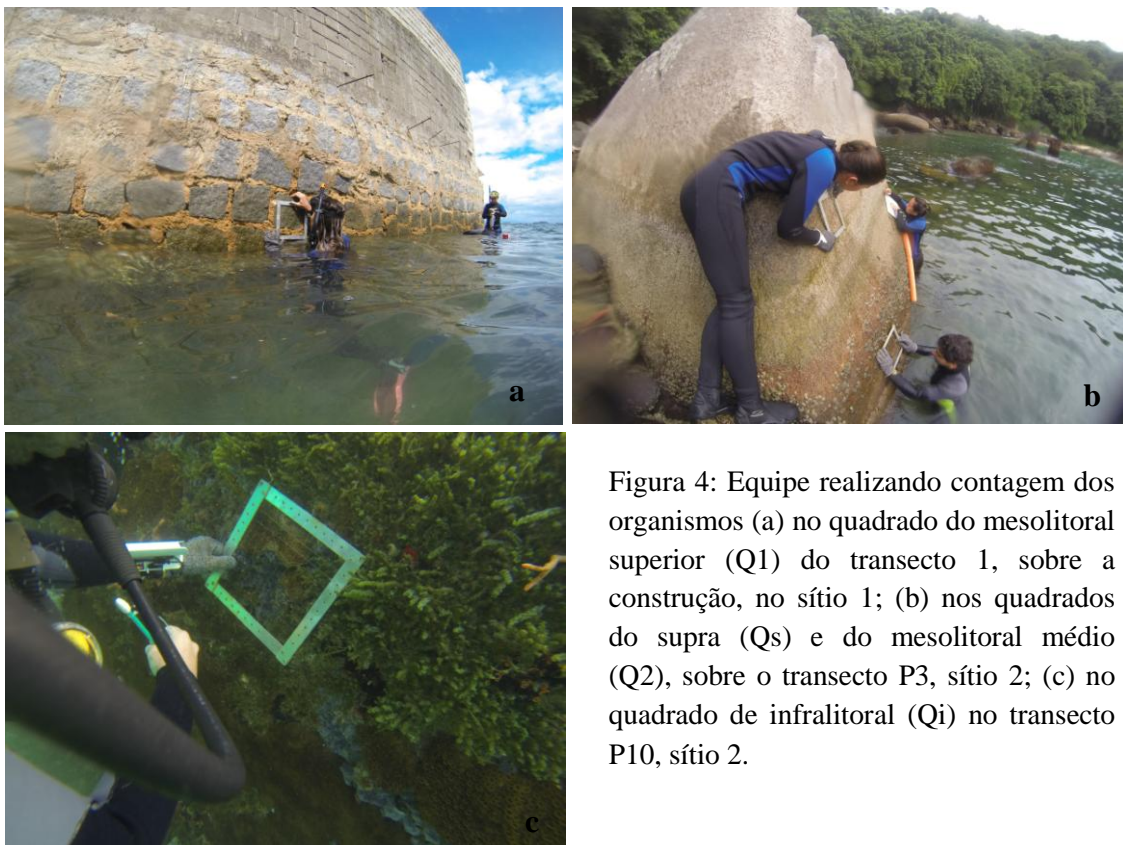 a
b
c
Figura 4: Equipe realizando contagem dos
organismos (a) no quadrado do mesolitoral
superior (Q1) do transecto 1, sobre a
construção, no sítio 1; (b) nos quadrados
do supra (Qs) e do mesolitoral médio
(Q2), sobre o transecto P3, sítio 2; (c) no
quadrado de infralitoral (Qi) no transecto
P10, sítio 2.